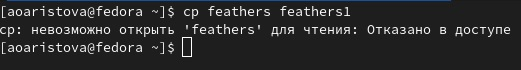 [aoaristova@fedora ~]$ cp feathers feathers1
cp: невозможно открыть 'feathers' для чтения: Отказано в доступе
[aoaristova@fedora ~]$